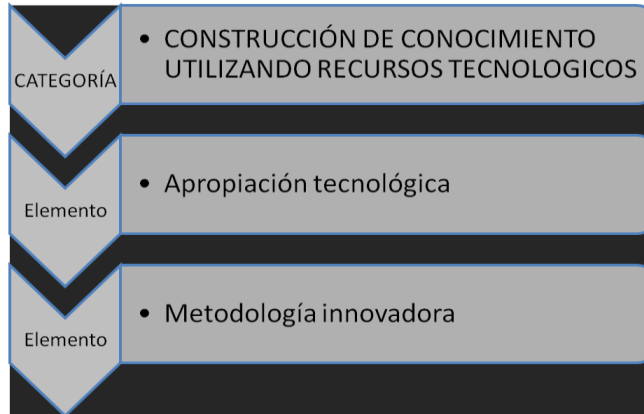 CATEGORÍA
• CONSTRUCCIÓN DE CONOCIMIENTO
UTILIZANDO RECURSOS TECNOLOGICOS
Elemento
• Apropiación tecnológica
Elemento
• Metodología innovadora